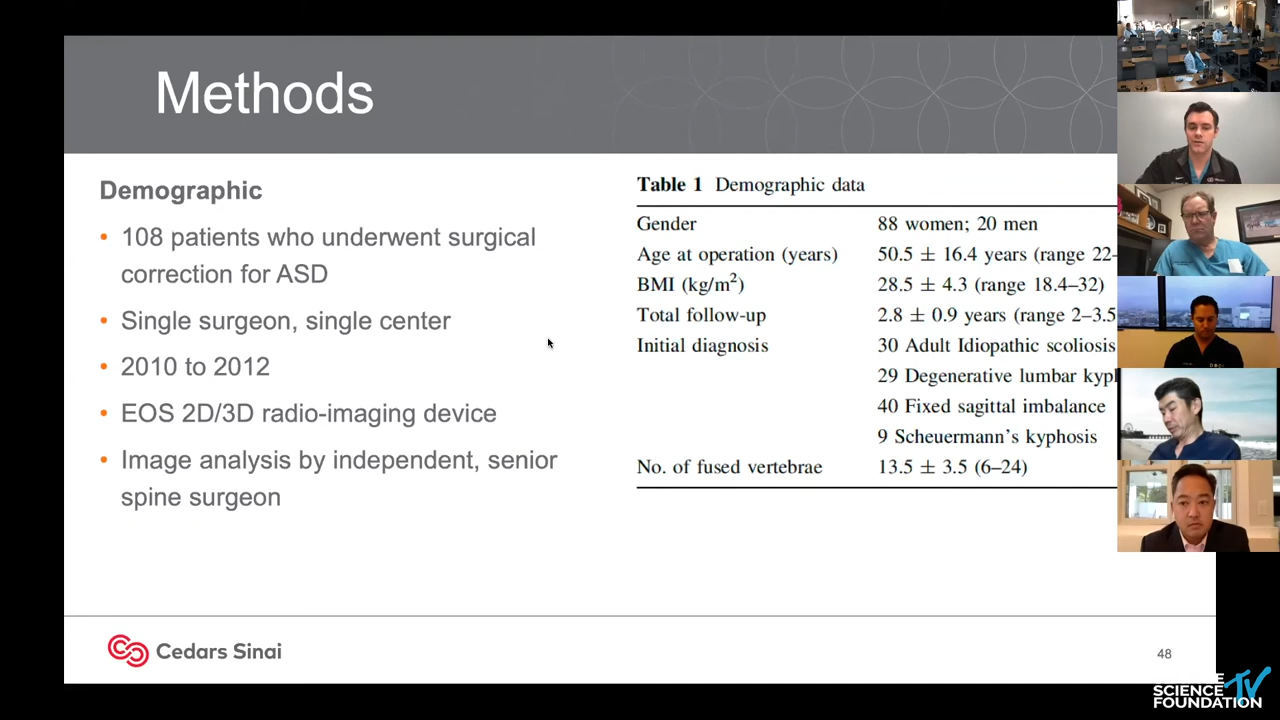 Methods
Demographic
• 108 patients who underwent surgical
correction for ASD
• Single surgeon, single center
• 2010 to 2012
• EOS 2D/3D radio-imaging device
• Image analysis by independent, senior
spine surgeon
Table 1 Demographic data
Gender 88 women; 20 men
Age at operation (years) 50.5 ± 16.4 years (range 22–
BMI (kg/m²) 28.5 ± 4.3 (range 18.4–32)
Total follow-up 2.8 ± 0.9 years (range 2–3.5
Initial diagnosis 30 Adult Idiopathic scoliosis
29 Degenerative lumbar
40 Fixed sagittal imbalance
9 Scheuermann's kyphosis
No. of fused vertebrae 13.5 ± 3.5 (6–24)
Cedars Sinai
48
SCIENCE TV
FOUNDATION